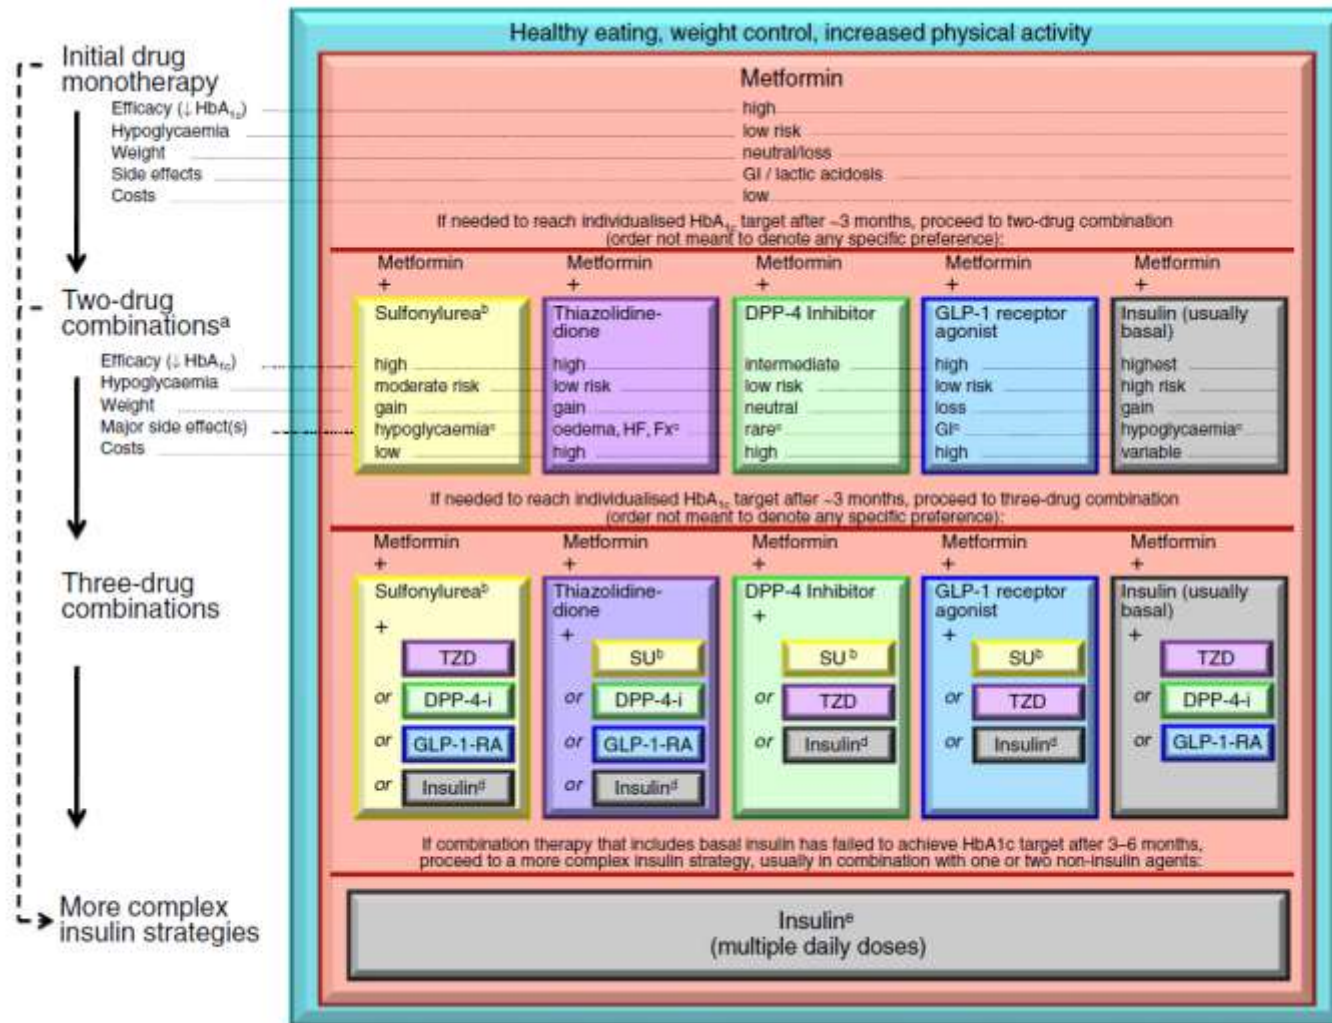 Healthy eating, weight control, increased physical activity
Initial drug
monotherapy
Metformin
Efficacy (↓ HbA1c) high
Hypoglycaemia low risk
Weight neutral/loss
Side effects GI / lactic acidosis
Costs low
If needed to reach individualised HbA1c target after ~3 months, proceed to two-drug combination
(order not meant to denote any specific preference):
Two-drug
combinationsa
Metformin Metformin Metformin Metformin Metformin
+ + + + +
Sulfonylureab Thiazolidine- DPP-4 Inhibitor GLP-1 receptor Insulin (usually
dione agonist basal)
Efficacy (↓ HbA1c) high high intermediate high highest
Hypoglycaemia moderate risk low risk low risk low risk high risk
Weight gain gain neutral loss gain
Major side effect(s) hypoglycaemiac oedema, HF, Fxc rarec GIc hypoglycaemiac
Costs low high high high variable
If needed to reach individualised HbA1c target after ~3 months, proceed to three-drug combination
(order not meant to denote any specific preference):
Three-drug
combinations
Metformin Metformin Metformin Metformin Metformin
+ + + + +
Sulfonylureab Thiazolidine- DPP-4 Inhibitor GLP-1 receptor Insulin (usually
dione agonist basal)
+ + + + +
TZD SUb SUb SUb TZD
or DPP-4-i or DPP-4-i or TZD or TZD or DPP-4-i
or GLP-1-RA or GLP-1-RA or Insulind or Insulind or GLP-1-RA
or Insulind or Insulind
If combination therapy that includes basal insulin has failed to achieve HbA1c target after 3–6 months,
proceed to a more complex insulin strategy, usually in combination with one or two non-insulin agents:
More complex
insulin strategies
Insuline
(multiple daily doses)